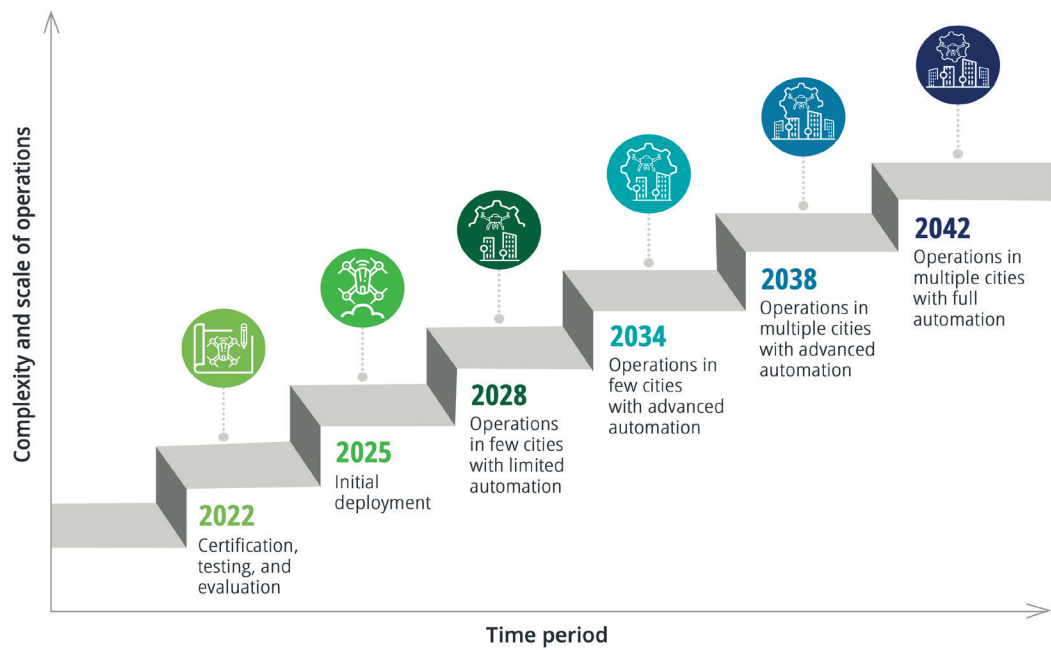 Complexity and scale of operations
2022
Certification,
testing, and
evaluation
2025
Initial
deployment
2028
Operations
in few cities
with limited
automation
2034
Operations in
few cities
with advanced
automation
2038
Operations in
multiple cities
with advanced
automation
2042
Operations in
multiple cities
with full
automation
Time period